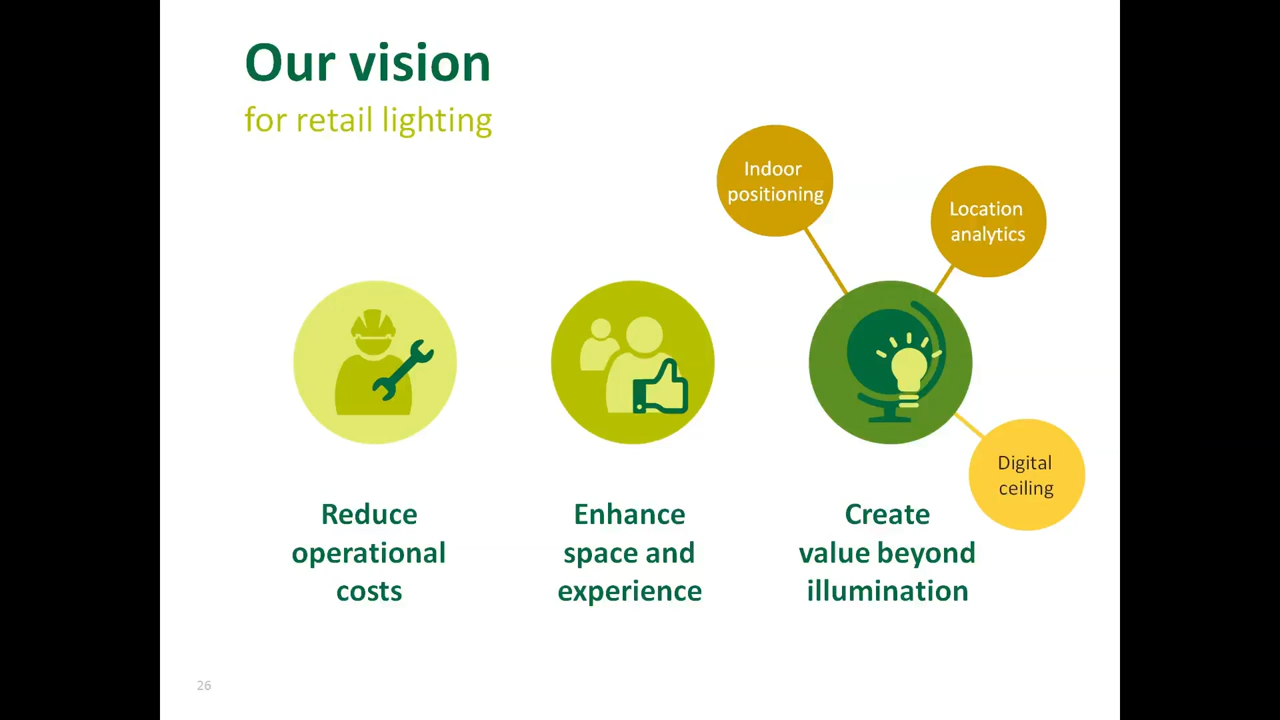 Our vision
for retail lighting
Indoor
positioning
Location
analytics
Digital
ceiling
Reduce
operational
costs
Enhance
space and
experience
Create
value beyond
illumination
26